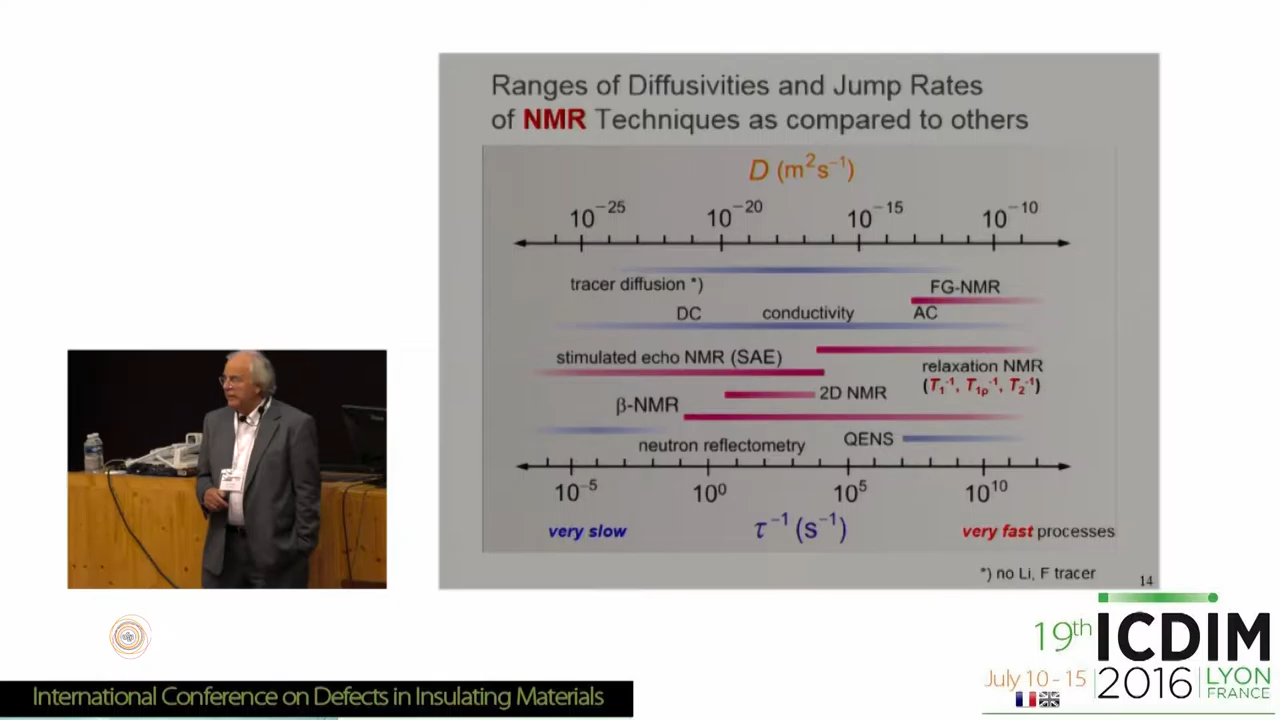 Ranges of Diffusivities and Jump Rates
of NMR Techniques as compared to others
D (m²s⁻¹)
10⁻²⁵ 10⁻²⁰ 10⁻¹⁵ 10⁻¹⁰
tracer diffusion *)
FG-NMR
DC conductivity AC
stimulated echo NMR (SAE)
relaxation NMR
(T₁⁻¹, T₁ρ⁻¹, T₂⁻¹)
2D NMR
β-NMR
QENS
neutron reflectometry
10⁻⁵ 10⁰ 10⁵ 10¹⁰
very slow τ⁻¹ (s⁻¹) very fast processes
*) no Li, F tracer
14
19th ICDIM
July 10 - 15 2016 LYON
FRANCE
International Conference on Defects in Insulating Materials